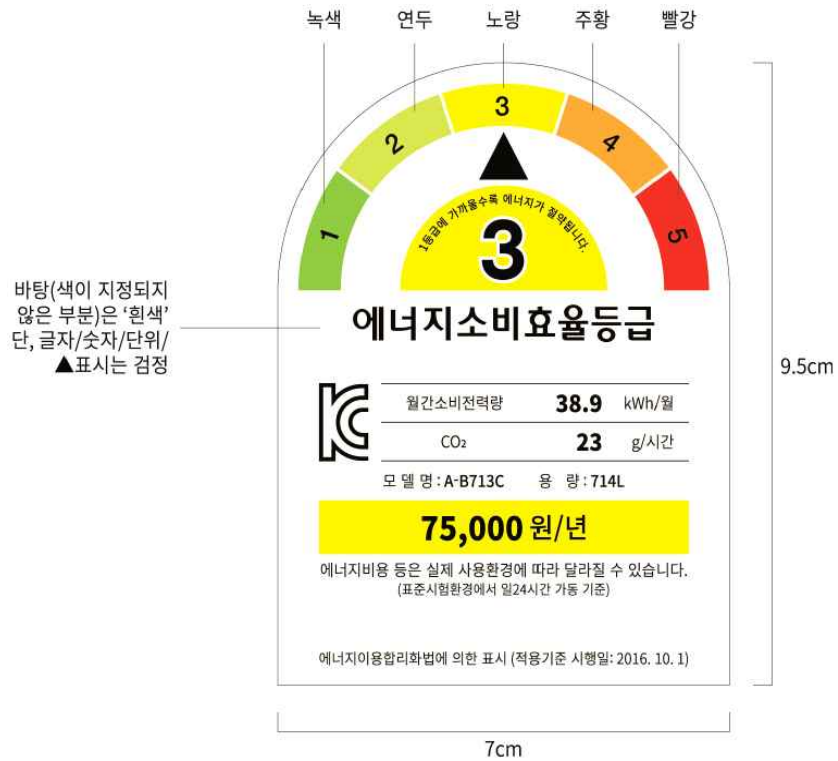 녹색 연두 노랑 주황 빨강
1 2 3 4 5
1등급에 가까울수록 에너지가 절약됩니다.
3
바탕(색이 지정되지
않은 부분)은 ‘흰색’
단, 글자/숫자/단위/
▲표시는 검정
에너지소비효율등급
9.5cm
월간소비전력량 38.9 kWh/월
CO₂ 23 g/시간
모 델 명 : A-B713C 용 량 : 714L
75,000 원/년
에너지비용 등은 실제 사용환경에 따라 달라질 수 있습니다.
(표준시험환경에서 일24시간 가동 기준)
에너지이용합리화법에 의한 표시 (적용기준 시행일: 2016. 10. 1)
7cm